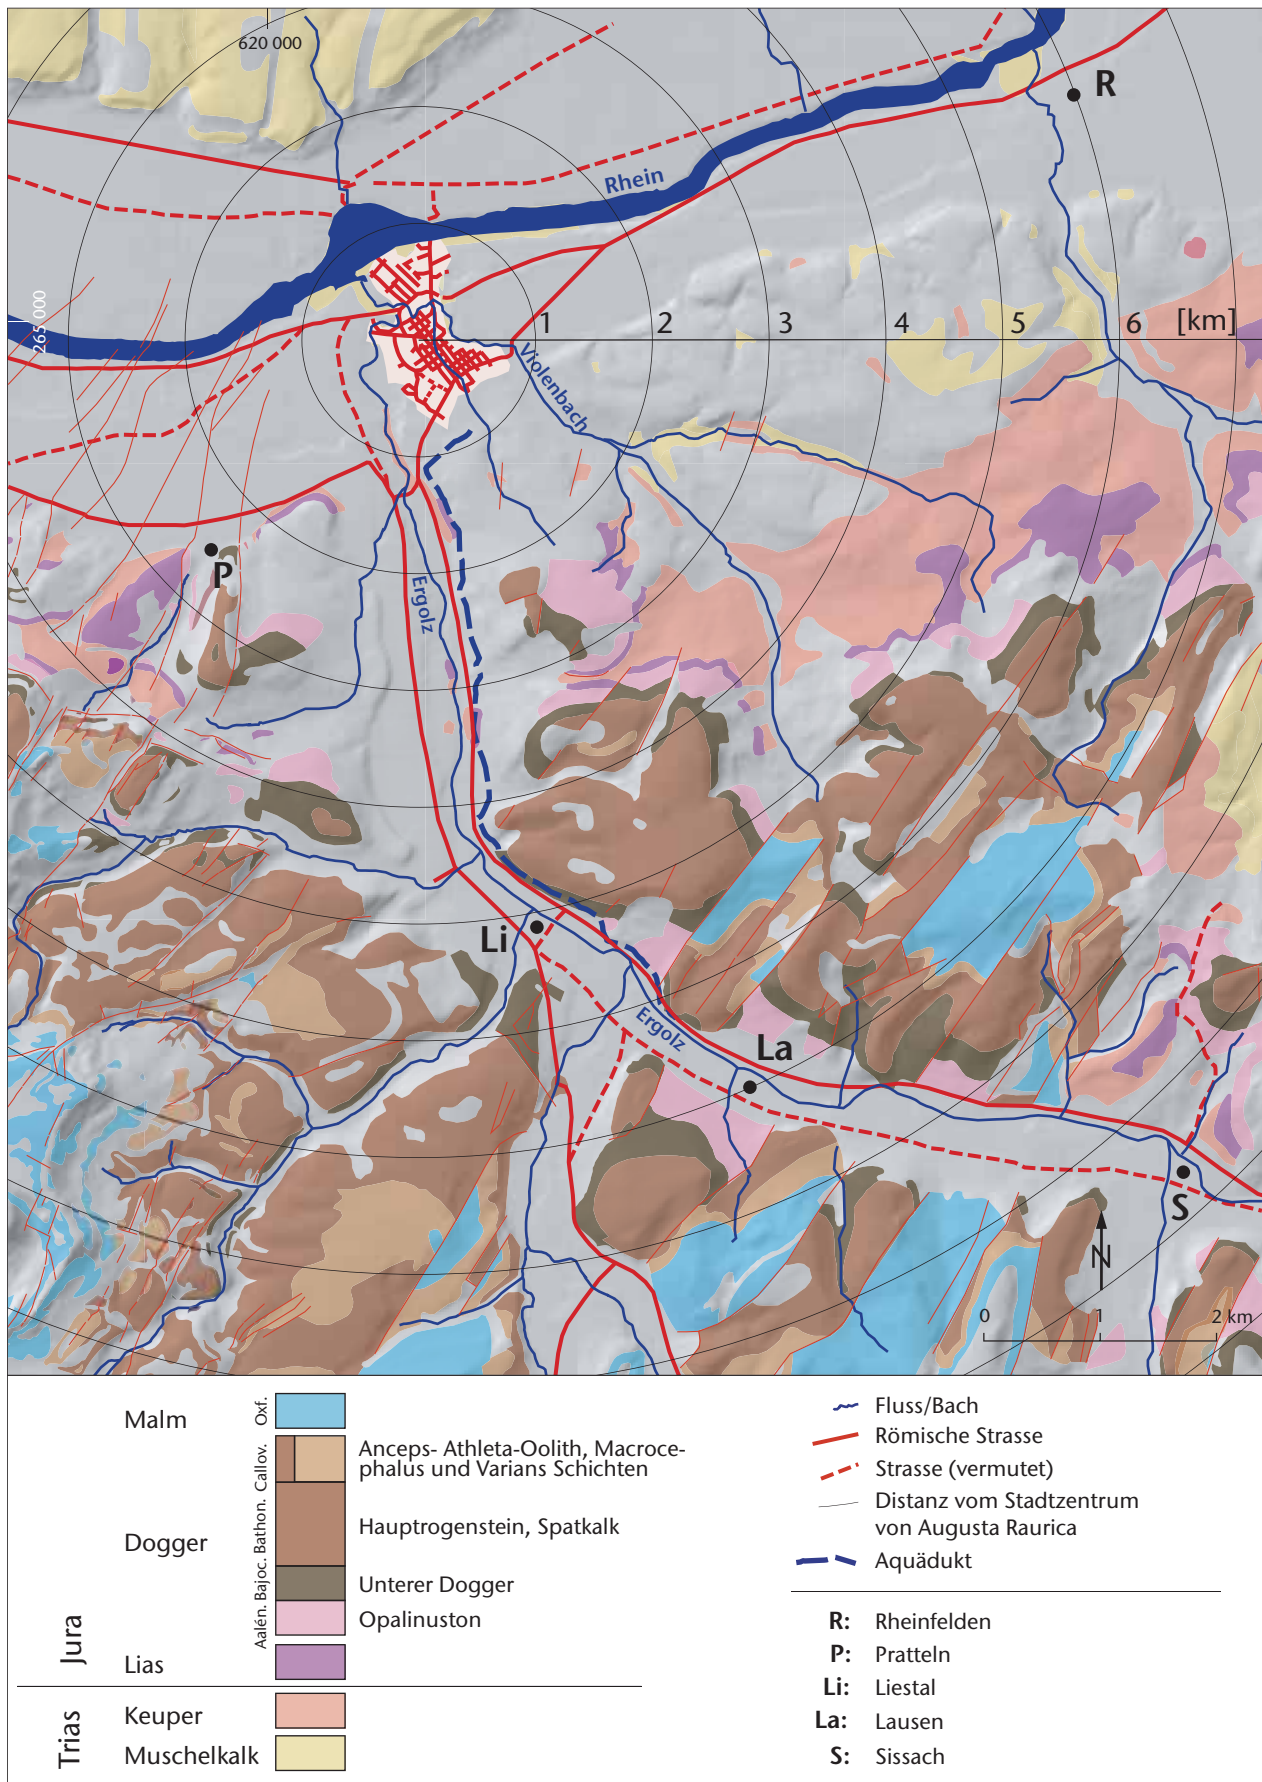 620 000
R
Rhein
265 000
1
2
3
4
5
6
[km]
Violenbach
P
Ergolz
Li
Ergolz
La
S
N
0
1
2 km
Malm
Oxf.
Callov.
Anceps- Athleta-Oolith, Macroce-
phalus und Varians Schichten
Dogger
Bathon.
Hauptrogenstein, Spatkalk
Bajoc.
Unterer Dogger
Aalén.
Opalinuston
Jura
Lias
Trias
Keuper
Muschelkalk
Fluss/Bach
Römische Strasse
Strasse (vermutet)
Distanz vom Stadtzentrum
von Augusta Raurica
Aquädukt
R: Rheinfelden
P: Pratteln
Li: Liestal
La: Lausen
S: Sissach